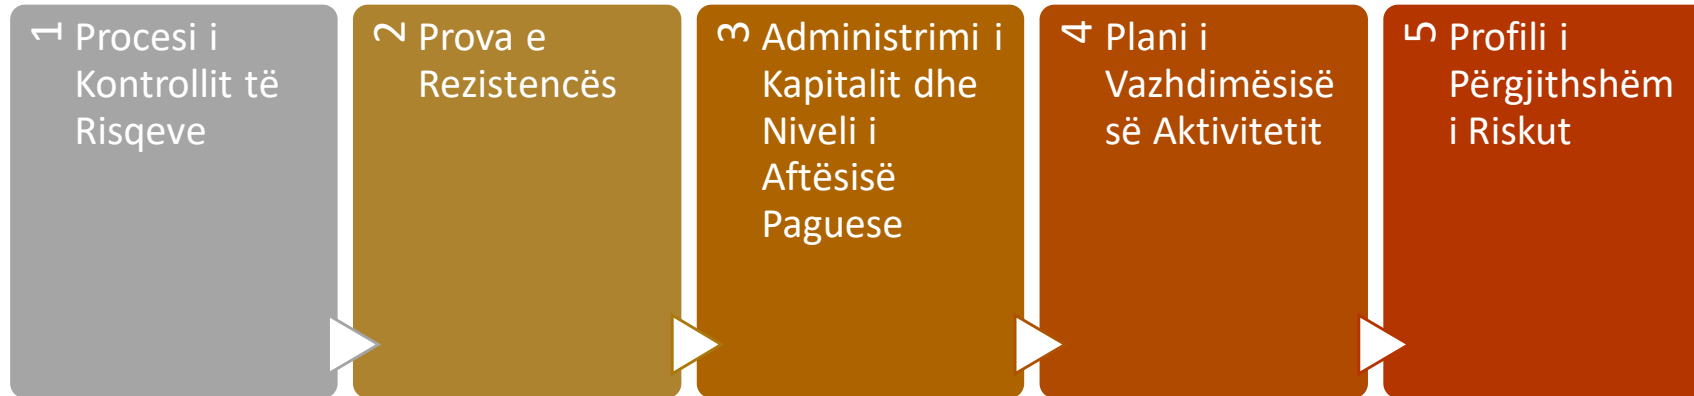 1
Procesi i
Kontrollit të
Risqeve
2
Prova e
Rezistencës
3
Administrimi i
Kapitalit dhe
Niveli i
Aftësisë
Paguese
4
Plani i
Vazhdimësisë
së Aktivitetit
5
Profili i
Përgjithshëm
i Riskut